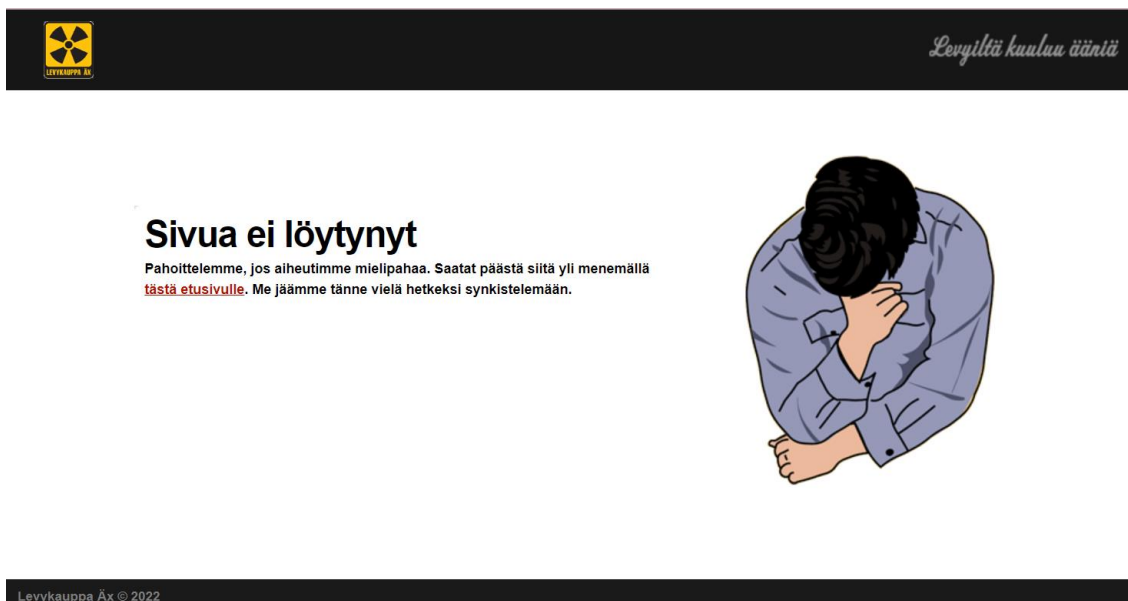 LEVYKAUPPA ÄX
Levyiltä kuuluu ääniä
Sivua ei löytynyt
Pahoittelemme, jos aiheutimme mielipahaa. Saatat päästä siitä yli menemällä
tästä etusivulle. Me jäämme tänne vielä hetkeksi synkistelemään.
Levykauppa Äx © 2022